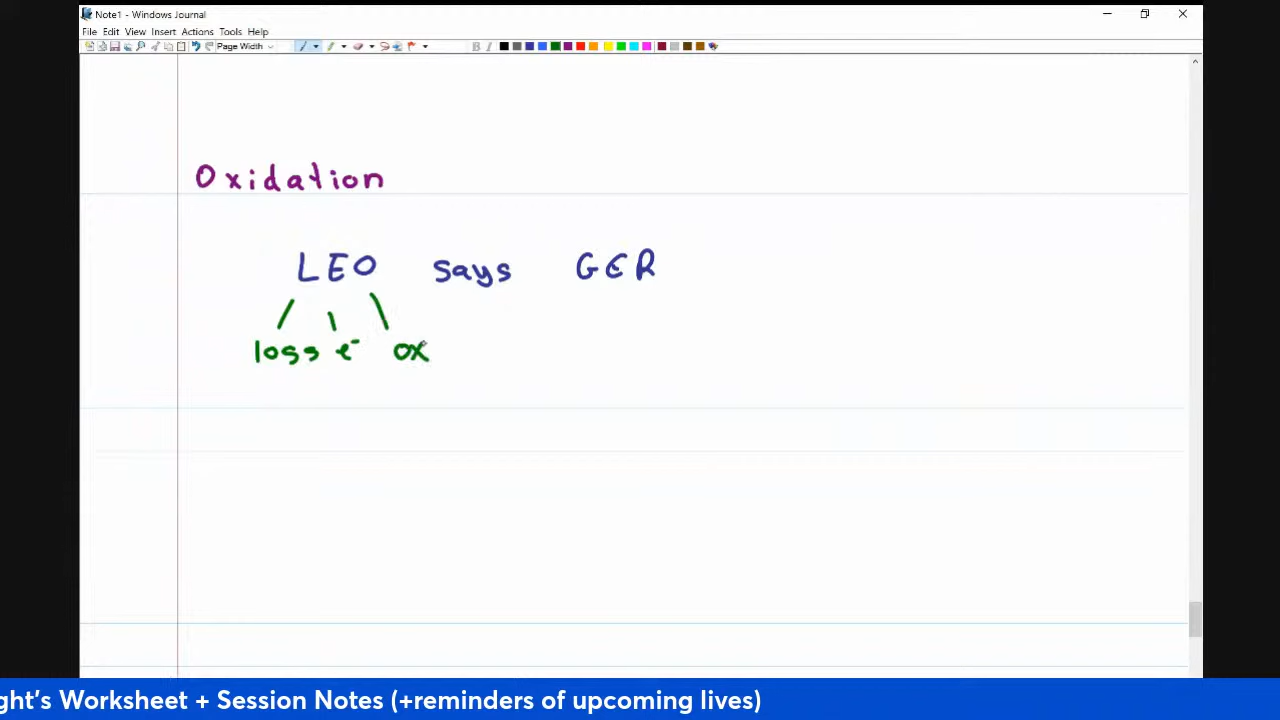 Note1 - Windows Journal
File Edit View Insert Actions Tools Help
Page Width
Oxidation
LEO says GER
loss e⁻ ox
ght's Worksheet + Session Notes (+reminders of upcoming lives)